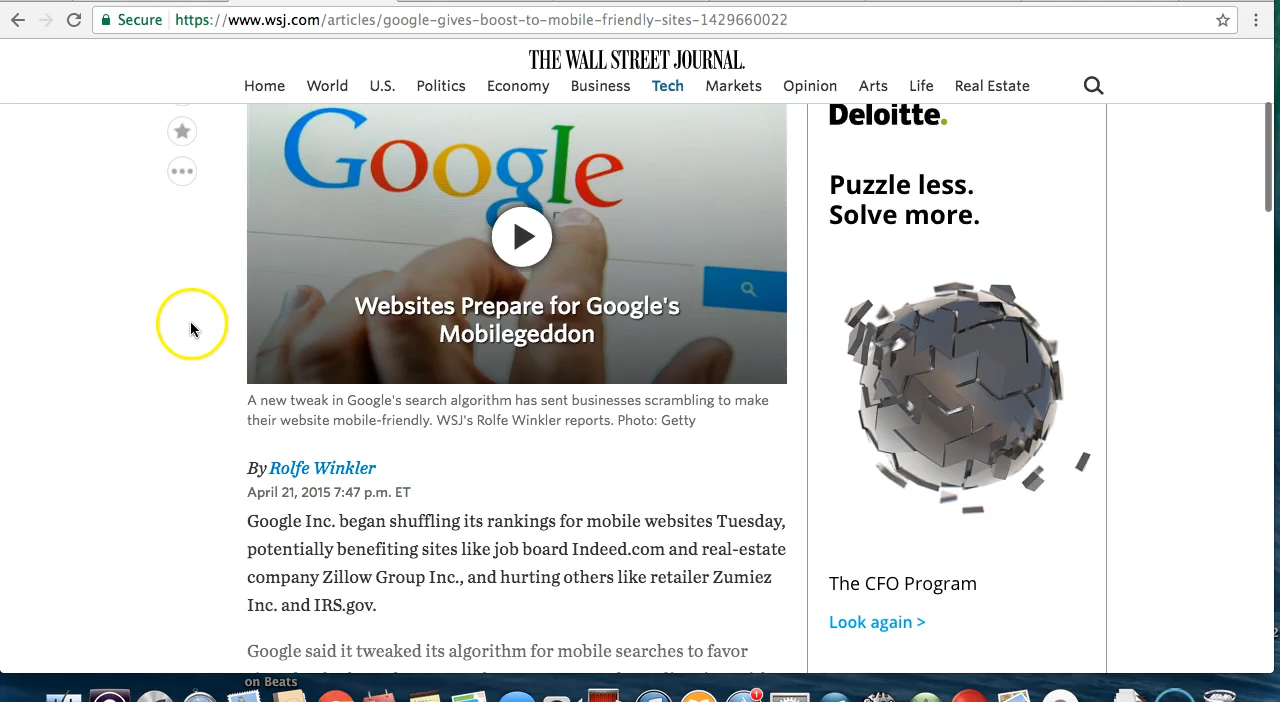 Secure https://www.wsj.com/articles/google-gives-boost-to-mobile-friendly-sites-1429660022
THE WALL STREET JOURNAL.
Home World U.S. Politics Economy Business Tech Markets Opinion Arts Life Real Estate
Google
Websites Prepare for Google's
Mobilegeddon
A new tweak in Google's search algorithm has sent businesses scrambling to make
their website mobile-friendly. WSJ's Rolfe Winkler reports. Photo: Getty
By Rolfe Winkler
April 21, 2015 7:47 p.m. ET
Google Inc. began shuffling its rankings for mobile websites Tuesday,
potentially benefiting sites like job board Indeed.com and real-estate
company Zillow Group Inc., and hurting others like retailer Zumiez
Inc. and IRS.gov.
Google said it tweaked its algorithm for mobile searches to favor
Deloitte.
Puzzle less.
Solve more.
The CFO Program
Look again >
on Beats
1